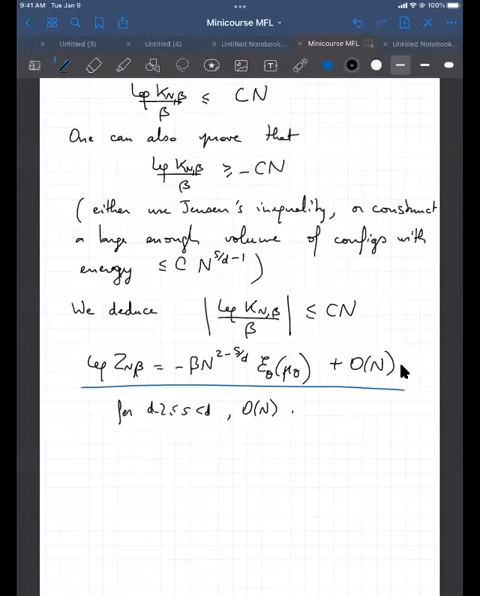 9:41 AM Tue Jan 9
100%
Minicourse MFL
Untitled (3)
Untitled (4)
Untitled Notebook...
Minicourse MFL
Untitled Notebook...
log K_{N,β} / β ≤ CN
One can also prove that
log K_{N,β} / β ≥ -CN
(either use Jensen's inequality, or construct
a large enough volume of configs with
energy ≤ C N^{s/d-1})
We deduce | log K_{N,β} / β | ≤ CN
log Z_{N,β} = -βN^{2-s/d} ℰ_θ(μ_θ) + O(N)
for d-2≤s<d, O(N) .